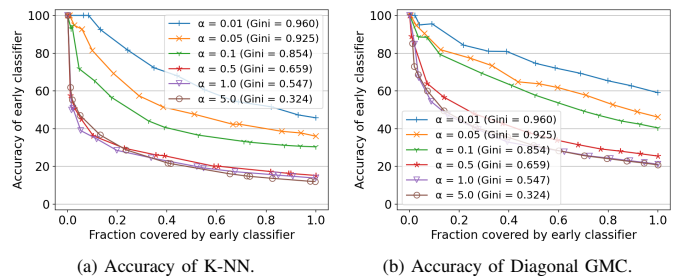 100
80
60
40
20
0
Accuracy of early classifier
α = 0.01 (Gini = 0.960)
α = 0.05 (Gini = 0.925)
α = 0.1 (Gini = 0.854)
α = 0.5 (Gini = 0.659)
α = 1.0 (Gini = 0.547)
α = 5.0 (Gini = 0.324)
0.0 0.2 0.4 0.6 0.8 1.0
Fraction covered by early classifier
(a) Accuracy of K-NN.
100
80
60
40
20
0
Accuracy of early classifier
α = 0.01 (Gini = 0.960)
α = 0.05 (Gini = 0.925)
α = 0.1 (Gini = 0.854)
α = 0.5 (Gini = 0.659)
α = 1.0 (Gini = 0.547)
α = 5.0 (Gini = 0.324)
0.0 0.2 0.4 0.6 0.8 1.0
Fraction covered by early classifier
(b) Accuracy of Diagonal GMC.